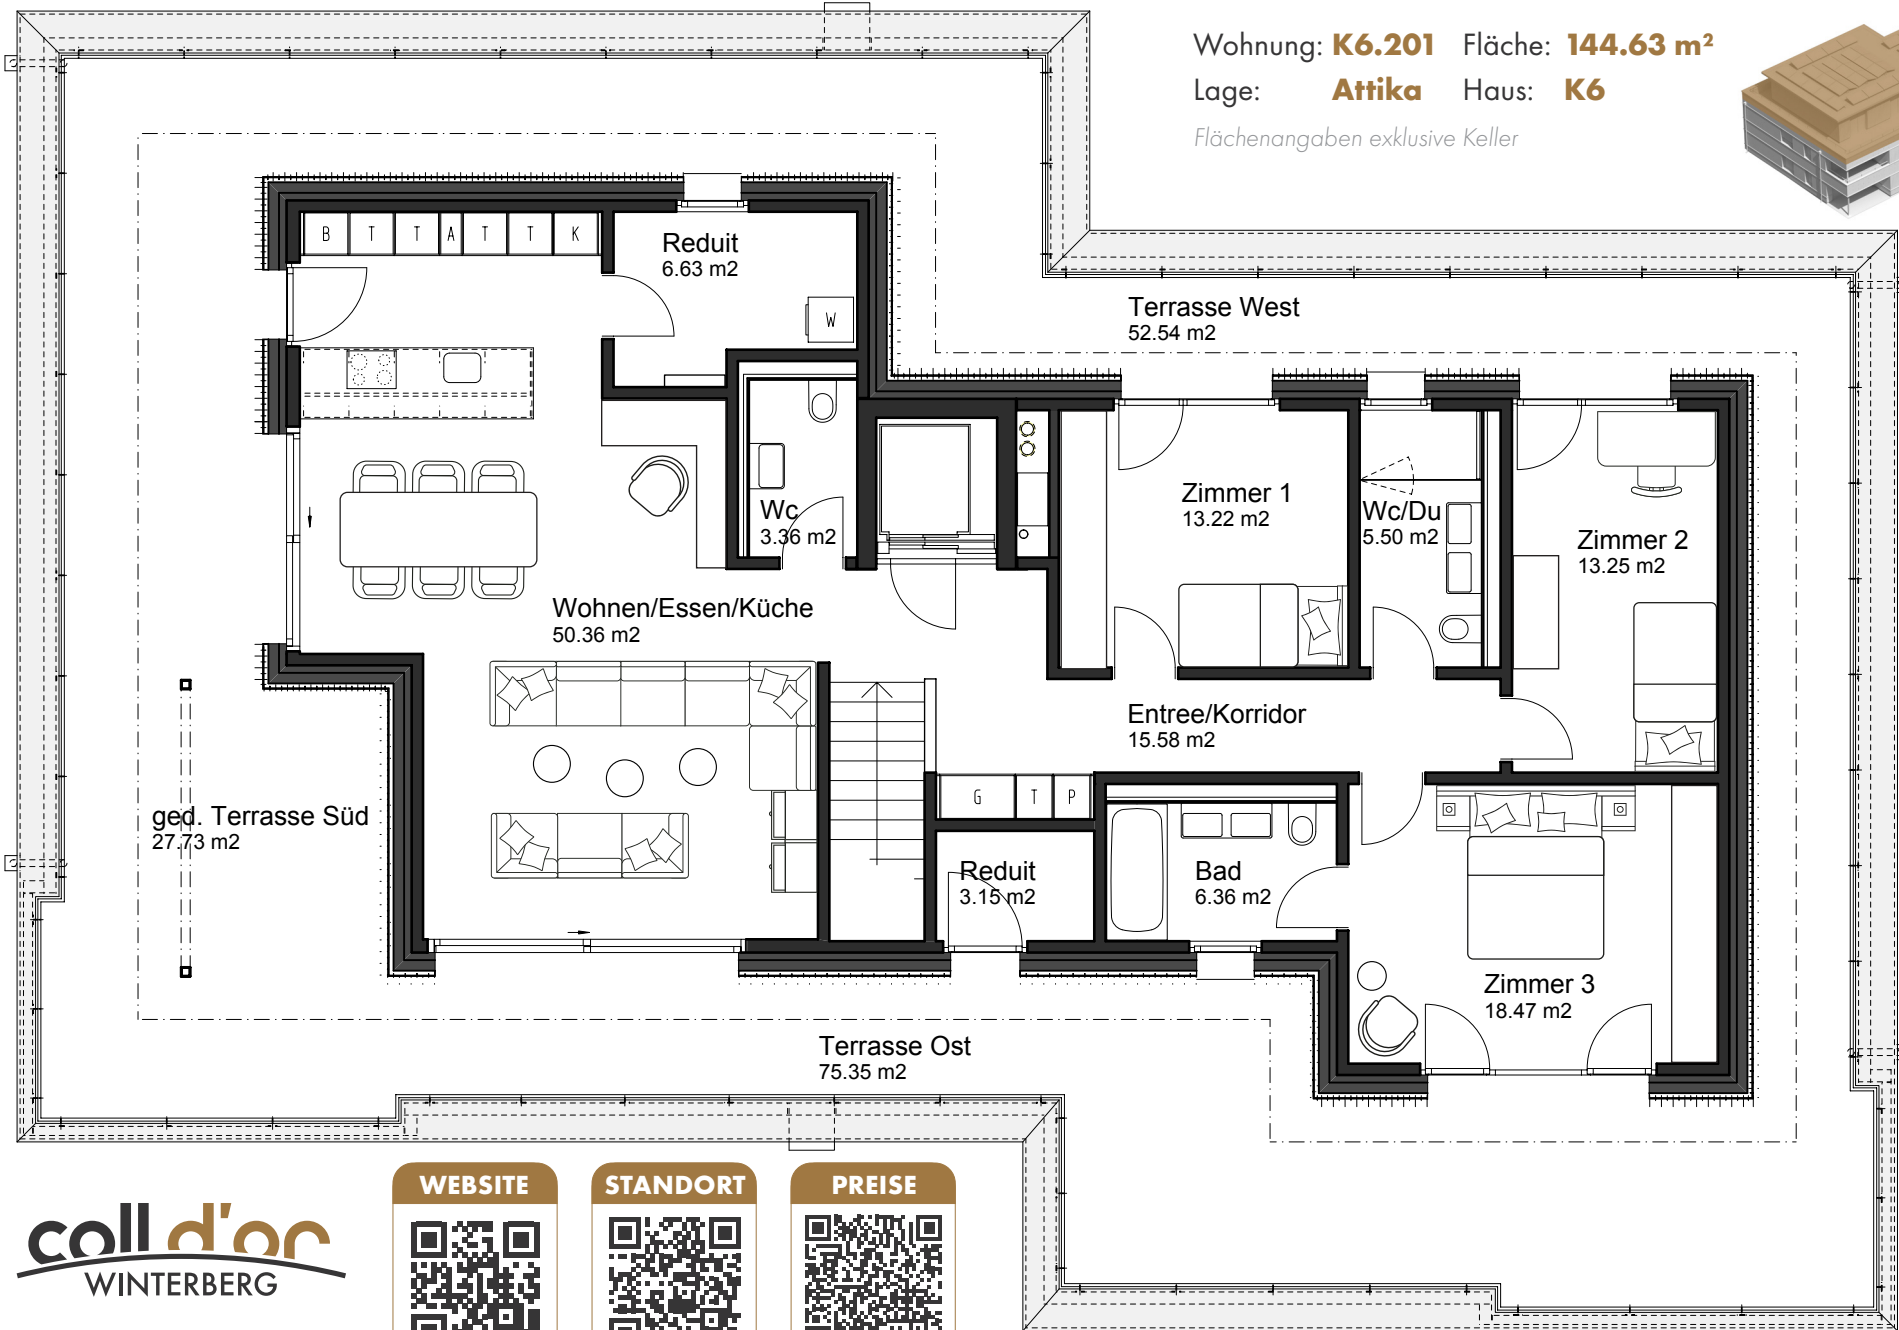 Wohnung: K6.201 Fläche: 144.63 m²
Lage: Attika Haus: K6
Flächenangaben exklusive Keller
B T T A T T K
Reduit
6.63 m2
W
Terrasse West
52.54 m2
Wc
3.36 m2
Zimmer 1
13.22 m2
Wc/Du
5.50 m2
Zimmer 2
13.25 m2
Wohnen/Essen/Küche
50.36 m2
Entree/Korridor
15.58 m2
G T P
ged. Terrasse Süd
27.73 m2
Reduit
3.15 m2
Bad
6.36 m2
Zimmer 3
18.47 m2
Terrasse Ost
75.35 m2
coll d'or
WINTERBERG
WEBSITE
STANDORT
PREISE